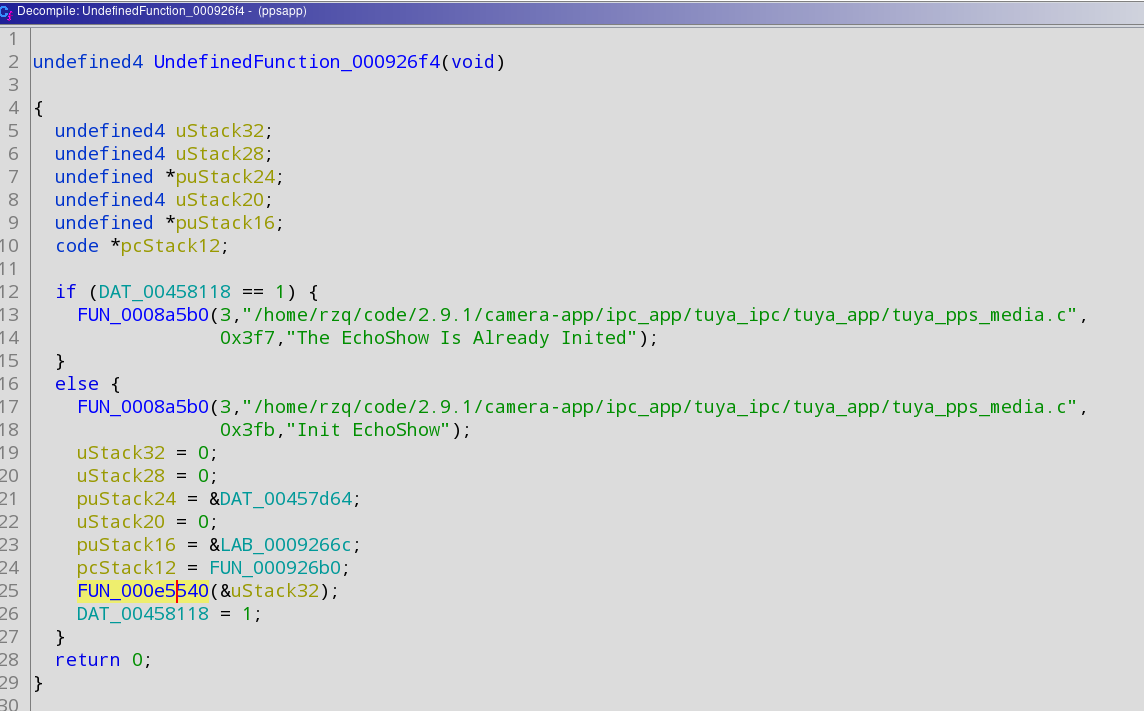 Decompile: UndefinedFunction_000926f4 - (ppsapp)
1
2 undefined4 UndefinedFunction_000926f4(void)
3
4 {
5 undefined4 uStack32;
6 undefined4 uStack28;
7 undefined *puStack24;
8 undefined4 uStack20;
9 undefined *puStack16;
10 code *pcStack12;
11
12 if (DAT_00458118 == 1) {
13 FUN_0008a5b0(3,"/home/rzq/code/2.9.1/camera-app/ipc_app/tuya_ipc/tuya_app/tuya_pps_media.c",
14 0x3f7,"The EchoShow Is Already Inited");
15 }
16 else {
17 FUN_0008a5b0(3,"/home/rzq/code/2.9.1/camera-app/ipc_app/tuya_ipc/tuya_app/tuya_pps_media.c",
18 0x3fb,"Init EchoShow");
19 uStack32 = 0;
20 uStack28 = 0;
21 puStack24 = &DAT_00457d64;
22 uStack20 = 0;
23 puStack16 = &LAB_0009266c;
24 pcStack12 = FUN_000926b0;
25 FUN_000e5540(&uStack32);
26 DAT_00458118 = 1;
27 }
28 return 0;
29 }
30